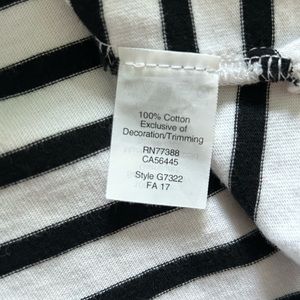 100% Cotton
Exclusive of
Decoration/Trimming
RN77388
CA56445
Style G7322
FA 17